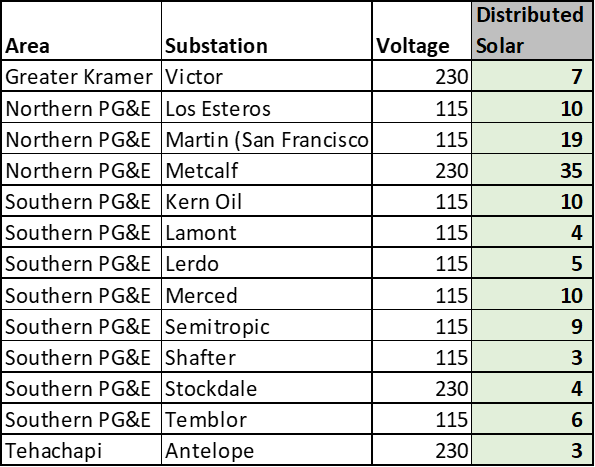 Area Substation Voltage Distributed Solar
Greater Kramer Victor 230 7
Northern PG&E Los Esteros 115 10
Northern PG&E Martin (San Francisco 115 19
Northern PG&E Metcalf 230 35
Southern PG&E Kern Oil 115 10
Southern PG&E Lamont 115 4
Southern PG&E Lerdo 115 5
Southern PG&E Merced 115 10
Southern PG&E Semitropic 115 9
Southern PG&E Shafter 115 3
Southern PG&E Stockdale 230 4
Southern PG&E Temblor 115 6
Tehachapi Antelope 230 3